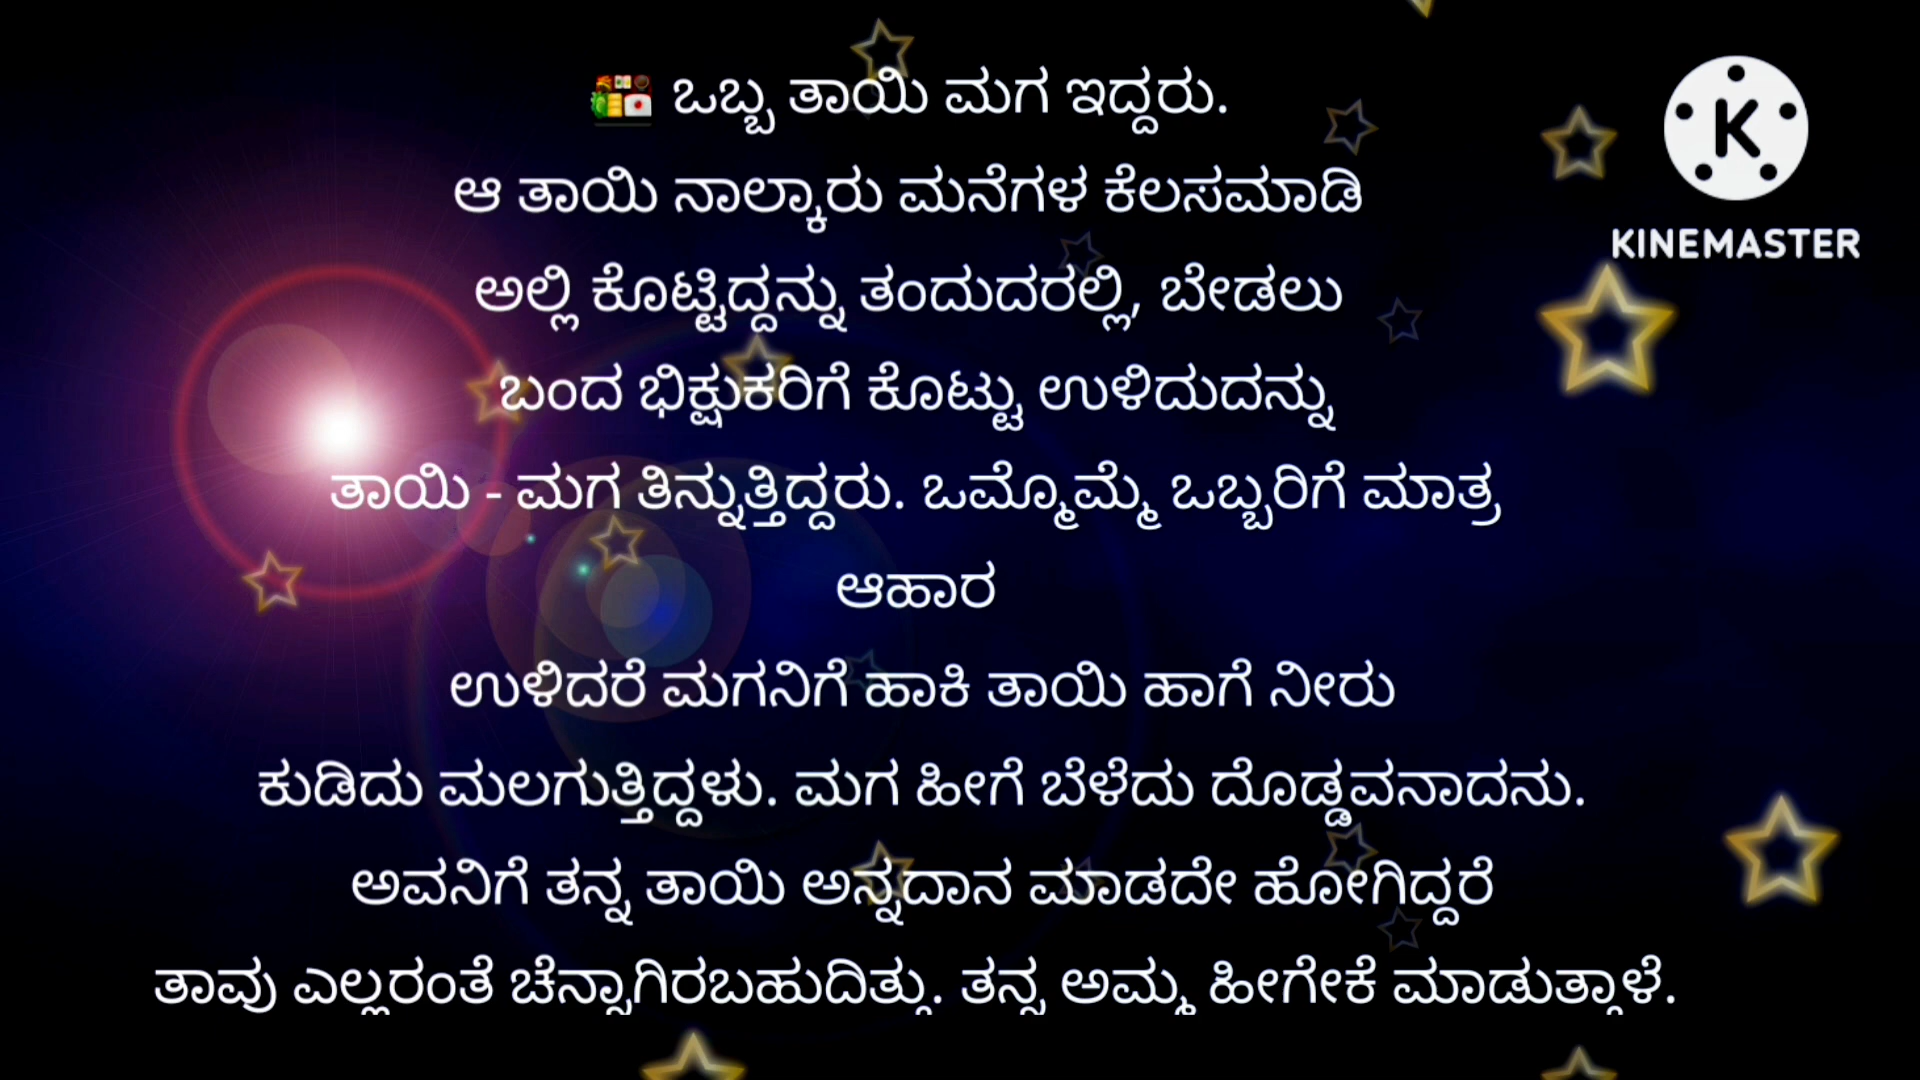 🍱 ಒಬ್ಬ ತಾಯಿ ಮಗ ಇದ್ದರು.
ಆ ತಾಯಿ ನಾಲ್ಕಾರು ಮನೆಗಳ ಕೆಲಸಮಾಡಿ
ಅಲ್ಲಿ ಕೊಟ್ಟಿದ್ದನ್ನು ತಂದುದರಲ್ಲಿ, ಬೇಡಲು
ಬಂದ ಭಿಕ್ಷುಕರಿಗೆ ಕೊಟ್ಟು ಉಳಿದುದನ್ನು
ತಾಯಿ - ಮಗ ತಿನ್ನುತ್ತಿದ್ದರು. ಒಮ್ಮೊಮ್ಮೆ ಒಬ್ಬರಿಗೆ ಮಾತ್ರ
ಆಹಾರ
ಉಳಿದರೆ ಮಗನಿಗೆ ಹಾಕಿ ತಾಯಿ ಹಾಗೆ ನೀರು
ಕುಡಿದು ಮಲಗುತ್ತಿದ್ದಳು. ಮಗ ಹೀಗೆ ಬೆಳೆದು ದೊಡ್ಡವನಾದನು.
ಅವನಿಗೆ ತನ್ನ ತಾಯಿ ಅನ್ನದಾನ ಮಾಡದೇ ಹೋಗಿದ್ದರೆ
ತಾವು ಎಲ್ಲರಂತೆ ಚೆನ್ನಾಗಿರಬಹುದಿತ್ತು. ತನ್ನ ಅಮ್ಮ ಹೀಗೇಕೆ ಮಾಡುತ್ತಾಳೆ.
K
KINEMASTER